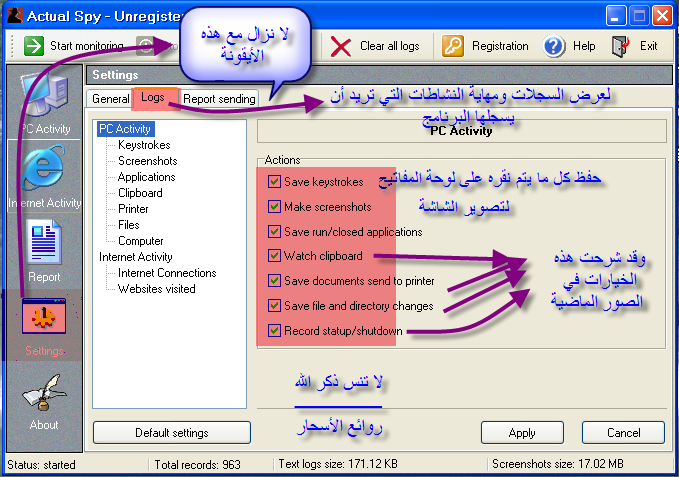 Actual Spy - Unregiste
Start monitoring
لا نزال مع هذه
الأيقونة
Clear all logs
Registration
Help
Exit
Settings
General
Logs
Report sending
لعرض السجلات ومهاية النشاطات التي تريد أن
يسجلها البرنامج
PC Activity
Internet Activity
Report
Settings
About
PC Activity
Keystrokes
Screenshots
Applications
Clipboard
Printer
Files
Computer
Internet Activity
Internet Connections
Websites visited
PC Activity
Actions
Save keystrokes
حفظ كل ما يتم نقره على لوحة المفاتيح
Make screenshots
لتصوير الشاشة
Save run/closed applications
Watch clipboard
Save documents send to printer
Save file and directory changes
Record statup/shutdown
وقد شرحت هذه
الخيارات في
الصور الماضية
لا تنس ذكر الله
روائع الأسحار
Default settings
Apply
Cancel
Status: started
Total records: 963
Text logs size: 171.12 KB
Screenshots size: 17.02 MB